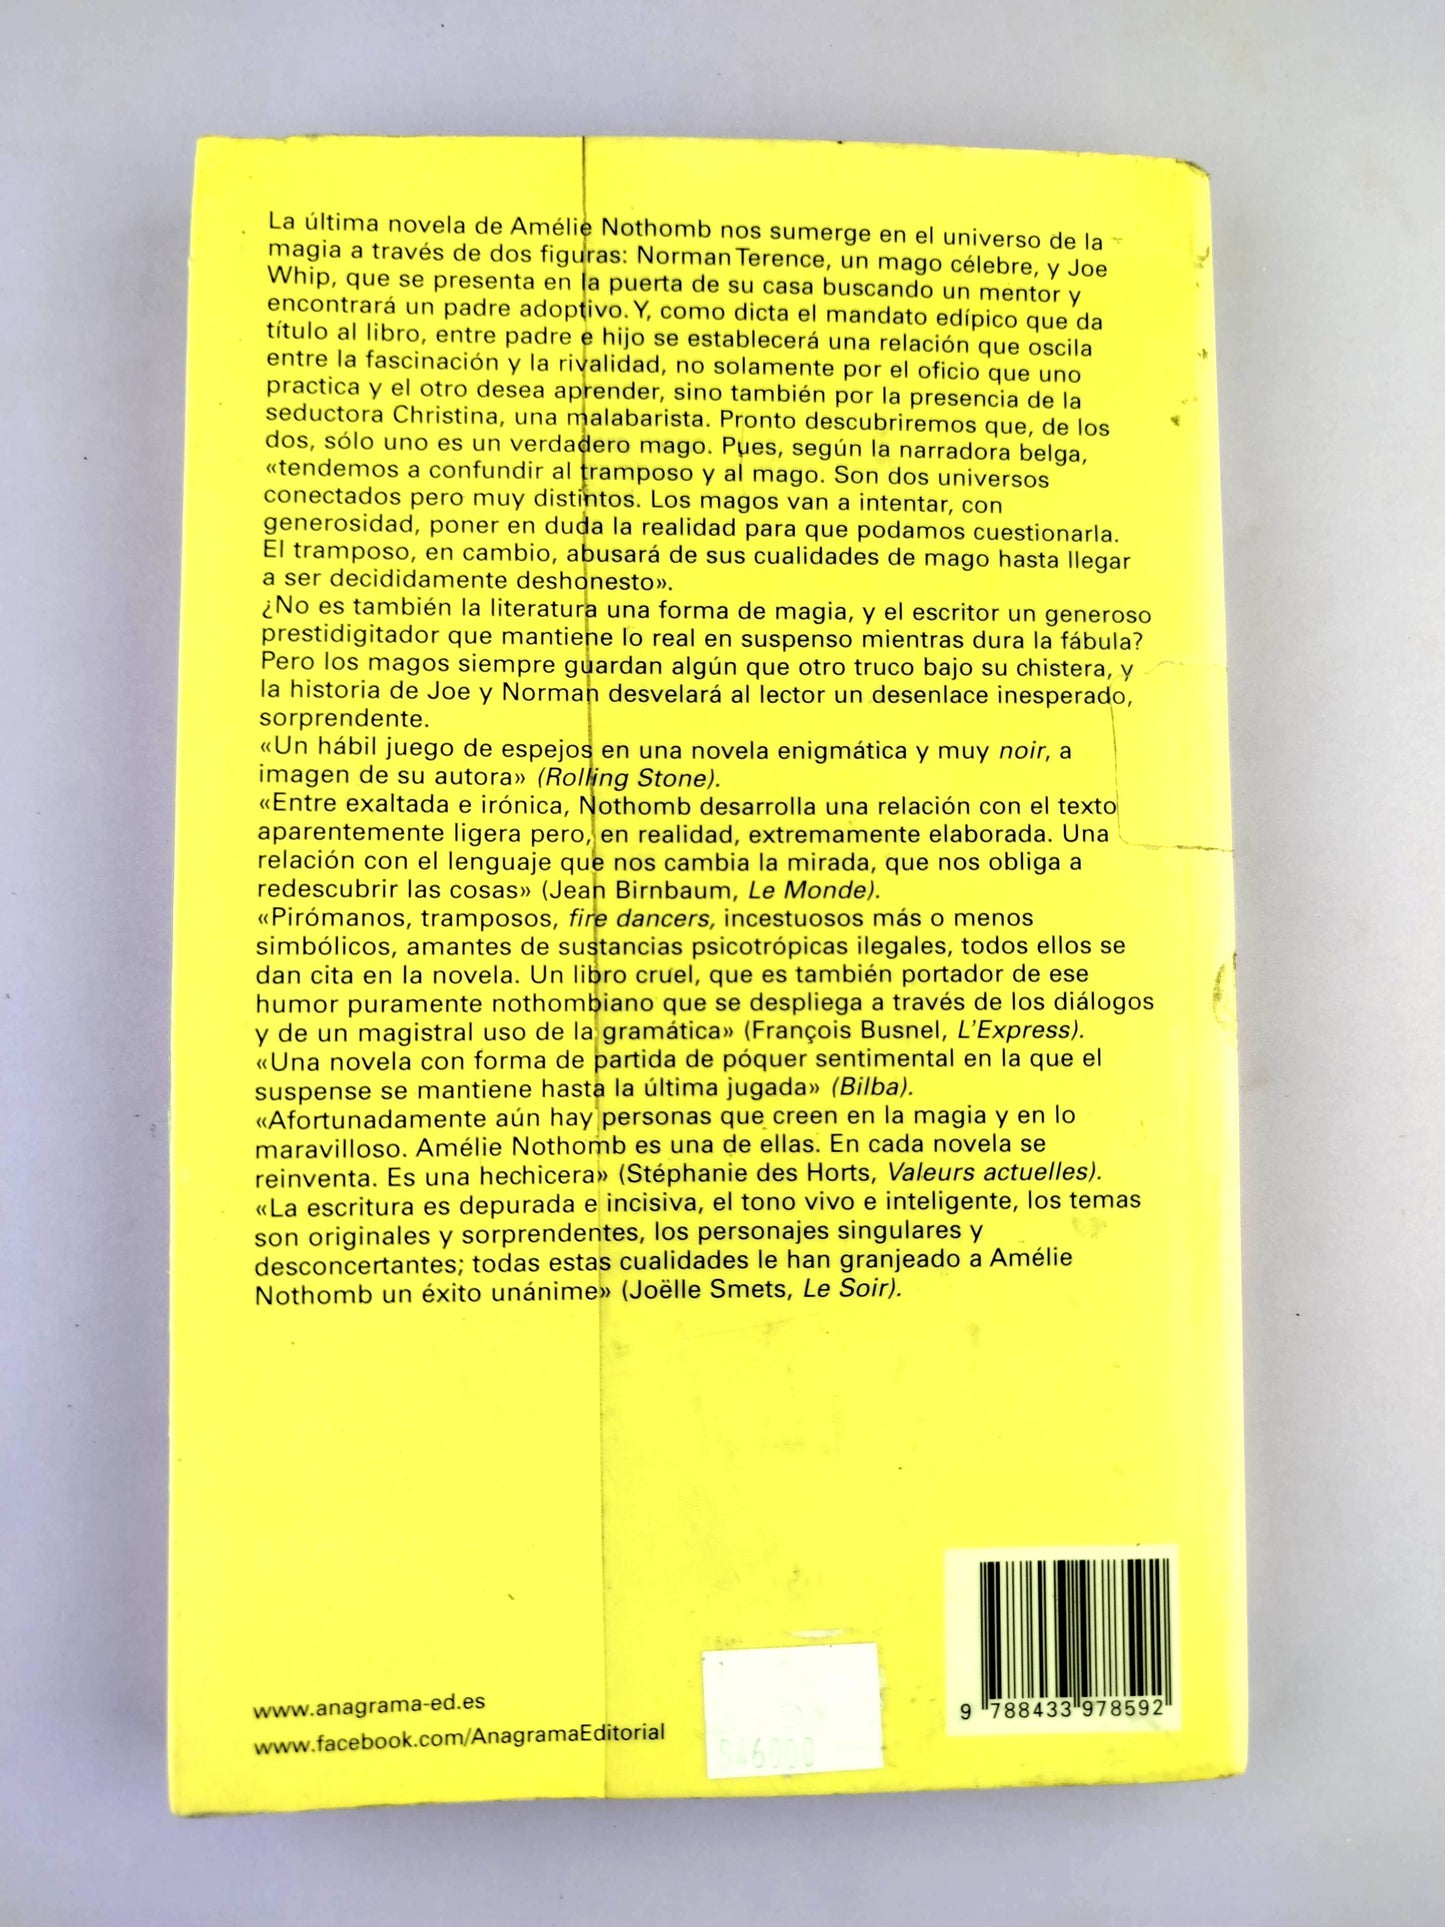 La última novela de Amélie Nothomb nos sumerge en el universo de la
magia a través de dos figuras: Norman Terence, un mago célebre, y Joe
Whip, que se presenta en la puerta de su casa buscando un mentor y
encontrará un padre adoptivo. Y, como dicta el mandato edípico que da
título al libro, entre padre e hijo se establecerá una relación que oscila
entre la fascinación y la rivalidad, no solamente por el oficio que uno
practica y el otro desea aprender, sino también por la presencia de la
seductora Christina, una malabarista. Pronto descubriremos que, de los
dos, sólo uno es un verdadero mago. Pues, según la narradora belga,
«tendemos a confundir al tramposo y al mago. Son dos universos
conectados pero muy distintos. Los magos van a intentar, con
generosidad, poner en duda la realidad para que podamos cuestionarla.
El tramposo, en cambio, abusará de sus cualidades de mago hasta llegar
a ser decididamente deshonesto».
¿No es también la literatura una forma de magia, y el escritor un generoso
prestidigitador que mantiene lo real en suspenso mientras dura la fábula?
Pero los magos siempre guardan algún que otro truco bajo su chistera, y
la historia de Joe y Norman desvelará al lector un desenlace inesperado,
sorprendente.
«Un hábil juego de espejos en una novela enigmática y muy noir, a
imagen de su autora» (Rolling Stone).
«Entre exaltada e irónica, Nothomb desarrolla una relación con el texto
aparentemente ligera pero, en realidad, extremamente elaborada. Una
relación con el lenguaje que nos cambia la mirada, que nos obliga a
redescubrir las cosas» (Jean Birnbaum, Le Monde).
«Pirómanos, tramposos, fire dancers, incestuosos más o menos
simbólicos, amantes de sustancias psicotrópicas ilegales, todos ellos se
dan cita en la novela. Un libro cruel, que es también portador de ese
humor puramente nothombiano que se despliega a través de los diálogos
y de un magistral uso de la gramática» (François Busnel, L'Express).
«Una novela con forma de partida de póquer sentimental en la que el
suspense se mantiene hasta la última jugada» (Bilba).
«Afortunadamente aún hay personas que creen en la magia y en lo
maravilloso. Amélie Nothomb es una de ellas. En cada novela se
reinventa. Es una hechicera» (Stéphanie des Horts, Valeurs actuelles).
«La escritura es depurada e incisiva, el tono vivo e inteligente, los temas
son originales y sorprendentes, los personajes singulares y
desconcertantes; todas estas cualidades le han granjeado a Amélie
Nothomb un éxito unánime» (Joëlle Smets, Le Soir).
www.anagrama-ed.es
www.facebook.com/AnagramaEditorial
$46000
9 788433 978592